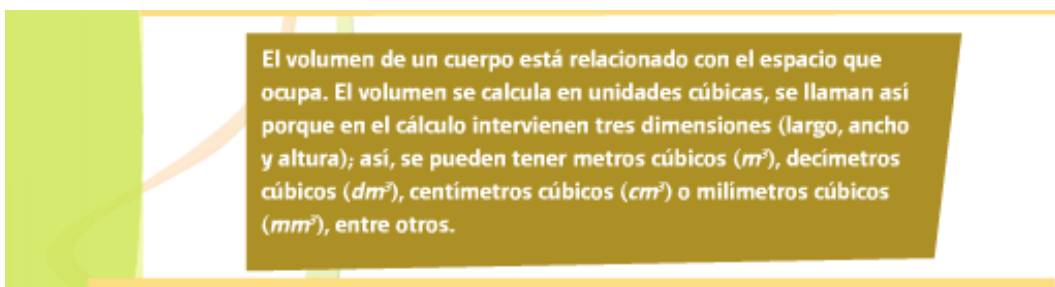 El volumen de un cuerpo está relacionado con el espacio que
ocupa. El volumen se calcula en unidades cúbicas, se llaman así
porque en el cálculo intervienen tres dimensiones (largo, ancho
y altura); así, se pueden tener metros cúbicos (m³), decímetros
cúbicos (dm³), centímetros cúbicos (cm³) o milímetros cúbicos
(mm³), entre otros.